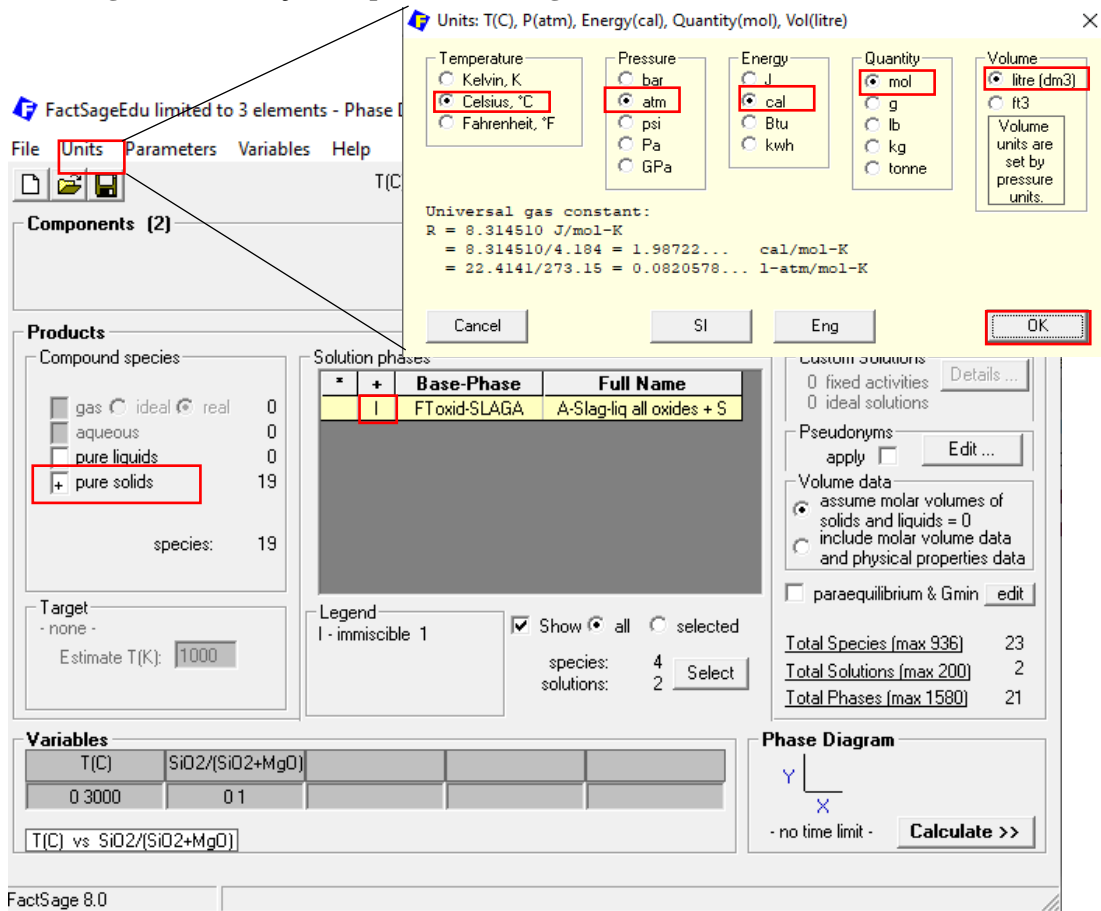 Units: T(C), P(atm), Energy(cal), Quantity(mol), Vol(litre)
Temperature
Kelvin, K
Celsius, °C
Fahrenheit, °F
Pressure
bar
atm
psi
Pa
GPa
Energy
J
cal
Btu
kwh
Quantity
mol
g
lb
kg
tonne
Volume
litre (dm3)
ft3
Volume
units are
set by
pressure
units.
Universal gas constant:
R = 8.314510 J/mol-K
= 8.314510/4.184 = 1.98722... cal/mol-K
= 22.4141/273.15 = 0.0820578... l-atm/mol-K
Cancel
SI
Eng
OK
FactSageEdu limited to 3 elements - Phase
File Units Parameters Variables Help
T(C
Components (2)
Products
Compound species
gas ideal real 0
aqueous 0
pure liquids 0
+ pure solids 19
species: 19
Target
- none -
Estimate T(K): 1000
Solution phases
* + Base-Phase Full Name
I FToxid-SLAGA A-Slag-liq all oxides + S
Legend
I - immiscible 1
Show all selected
species: 4
solutions: 2
Select
Custom Solutions
0 fixed activities
0 ideal solutions
Details ...
Pseudonyms
apply
Edit ...
Volume data
assume molar volumes of
solids and liquids = 0
include molar volume data
and physical properties data
paraequilibrium & Gmin edit
Total Species (max 936) 23
Total Solutions (max 200) 2
Total Phases (max 1580) 21
Variables
T(C) SiO2/(SiO2+MgO)
0 3000 0 1
T(C) vs SiO2/(SiO2+MgO)
Phase Diagram
Y
X
- no time limit -
Calculate >>
FactSage 8.0